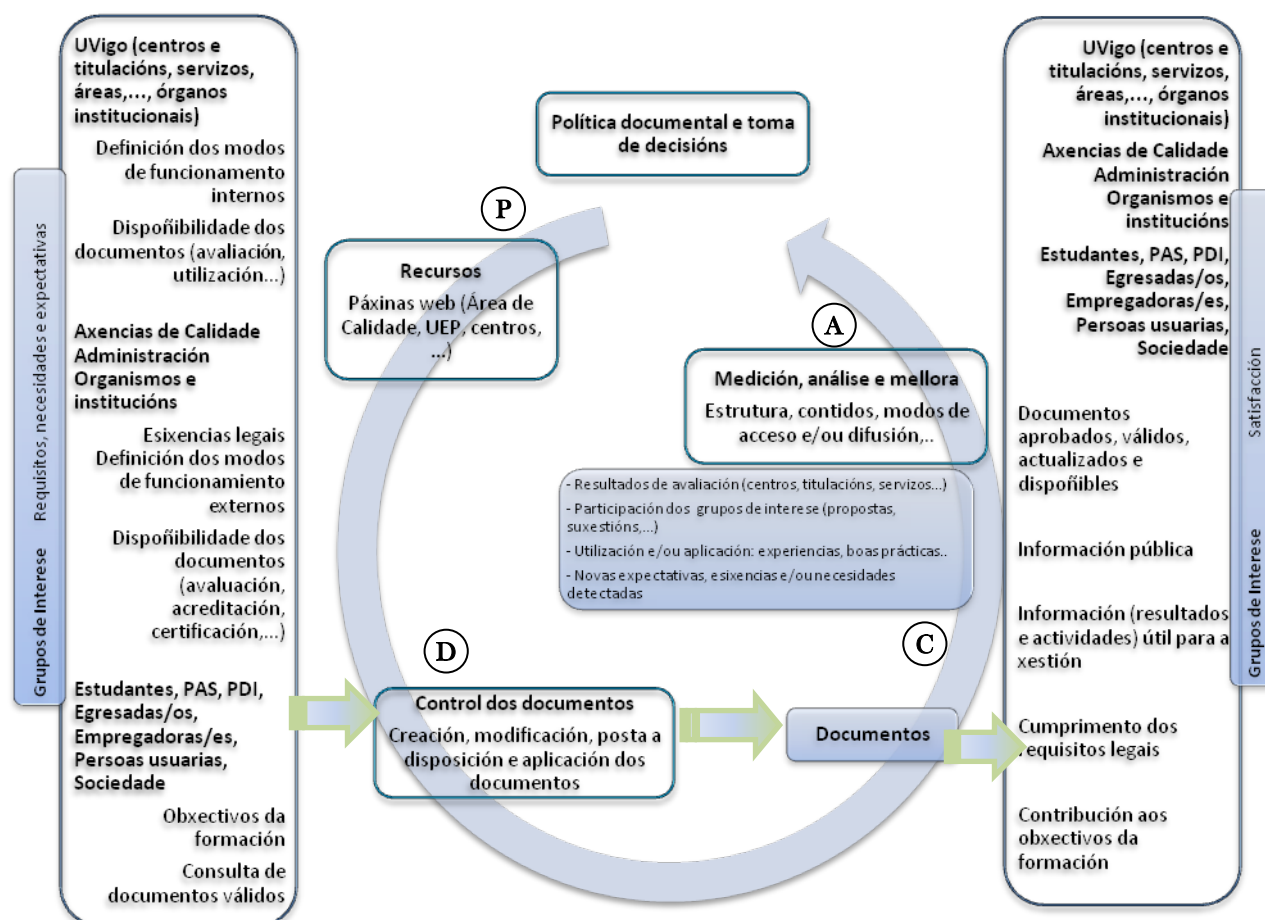 UVigo (centros e
titulacións, servizos,
áreas,…, órganos
institucionais)
Definición dos modos
de funcionamento
internos
Dispoñibilidade dos
documentos (avaliación,
utilización...)
Axencias de Calidade
Administración
Organismos e
institucións
Esixencias legais
Definición dos modos
de funcionamiento
externos
Dispoñibilidade dos
documentos
(avaluación,
acreditación,
certificación,...)
Estudantes, PAS, PDI,
Egresadas/os,
Empregadoras/es,
Persoas usuarias,
Sociedade
Obxectivos da
formación
Consulta de
documentos válidos
Grupos de Interese
Requisitos, necesidades e expectativas
Política documental e toma
de decisións
P
Recursos
Páxinas web (Área de
Calidade, UEP, centros,
...)
A
Medición, análise e mellora
Estrutura, contidos, modos de
acceso e/ou difusión,..
- Resultados de avaliación (centros, titulacións, servizos...)
- Participación dos grupos de interese (propostas,
suxestións,...)
- Utilización e/ou aplicación: experiencias, boas prácticas..
- Novas expectativas, esixencias e/ou necesidades
detectadas
D
C
Control dos documentos
Creación, modificación, posta a
disposición e aplicación dos
documentos
Documentos
UVigo (centros e
titulacións, servizos,
áreas,…, órganos
institucionais)
Axencias de Calidade
Administración
Organismos e
institucións
Estudantes, PAS, PDI,
Egresadas/os,
Empregadoras/es,
Persoas usuarias,
Sociedade
Documentos
aprobados, válidos,
actualizados e
dispoñibles
Información pública
Información (resultados
e actividades) útil para a
xestión
Cumprimento dos
requisitos legais
Contribución aos
obxectivos da
formación
Grupos de Interese
Satisfacción